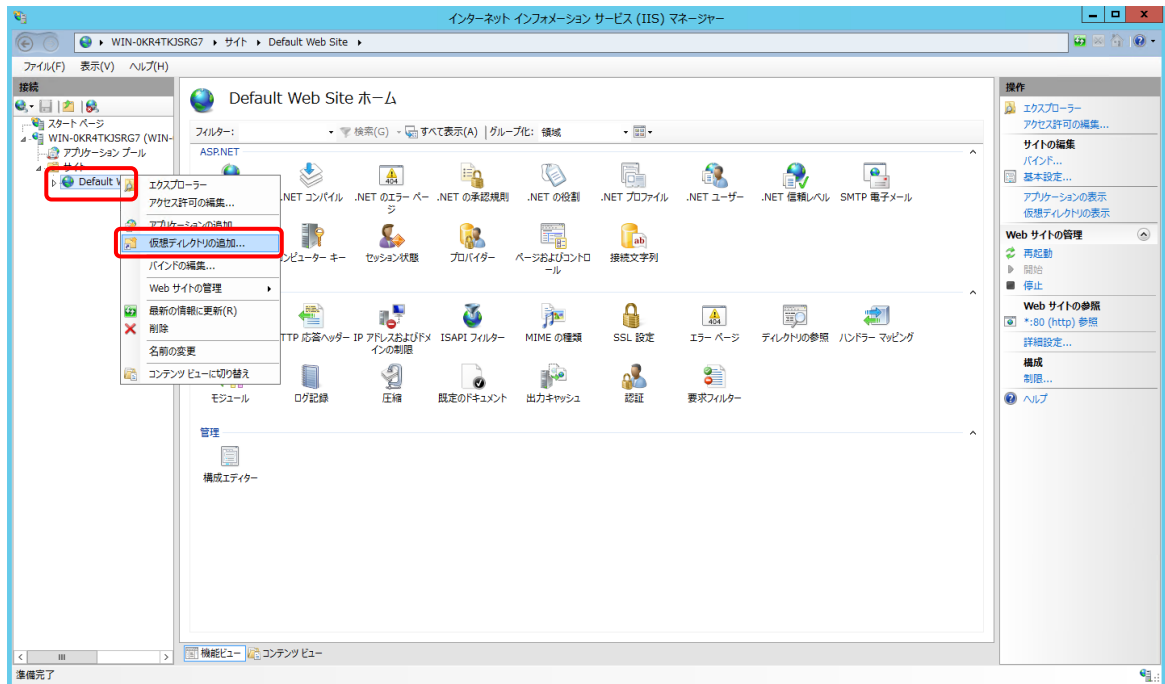 インターネット インフォメーション サービス (IIS) マネージャー
WIN-0KR4TKJSRG7 サイト Default Web Site
ファイル(F) 表示(V) ヘルプ(H)
接続
スタート ページ
WIN-0KR4TKJSRG7 (WIN-
アプリケーション プール
サイト
Default W
エクスプローラー
アクセス許可の編集...
アプリケーションの追加
仮想ディレクトリの追加...
バインドの編集...
Web サイトの管理
最新の情報に更新(R)
削除
名前の変更
コンテンツ ビューに切り替え
Default Web Site ホーム
フィルター: 検索(G) すべて表示(A) グループ化: 領域
ASP.NET
.NET コンパイル .NET のエラー ページ .NET の承認規則 .NET の役割 .NET プロファイル .NET ユーザー .NET 信頼レベル SMTP 電子メール
ンピューター キー セッション状態 プロバイダー ページおよびコントロール 接続文字列
TTP 応答ヘッダー IP アドレスおよびドメインの制限 ISAPI フィルター MIME の種類 SSL 設定 エラー ページ ディレクトリの参照 ハンドラー マッピング
モジュール ログ記録 圧縮 既定のドキュメント 出力キャッシュ 認証 要求フィルター
管理
構成エディター
機能ビュー コンテンツ ビュー
準備完了
操作
エクスプローラー
アクセス許可の編集...
サイトの編集
バインド...
基本設定...
アプリケーションの表示
仮想ディレクトリの表示
Web サイトの管理
再起動
開始
停止
Web サイトの参照
*:80 (http) 参照
詳細設定...
構成
制限...
ヘルプ